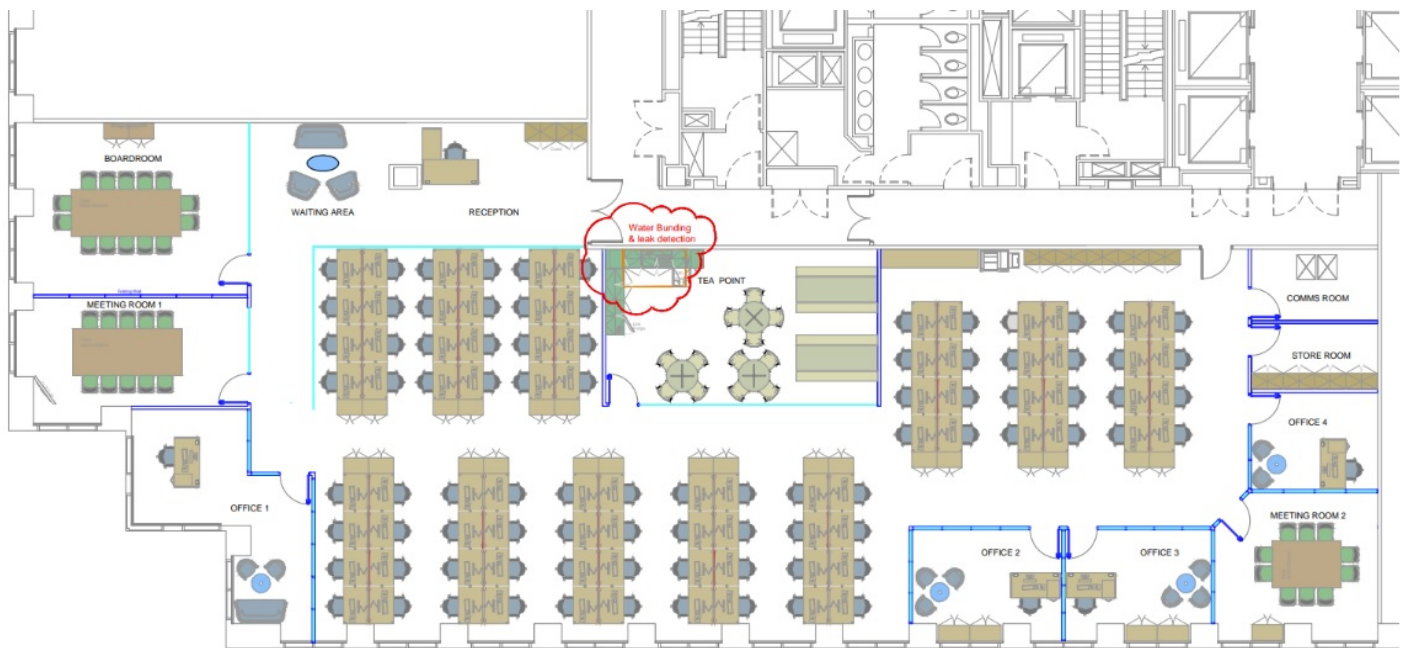 BOARDROOM
WAITING AREA
RECEPTION
Water Bunding
& leak detection
TEA POINT
MEETING ROOM 1
COMMS ROOM
STORE ROOM
OFFICE 4
OFFICE 1
MEETING ROOM 2
OFFICE 2
OFFICE 3